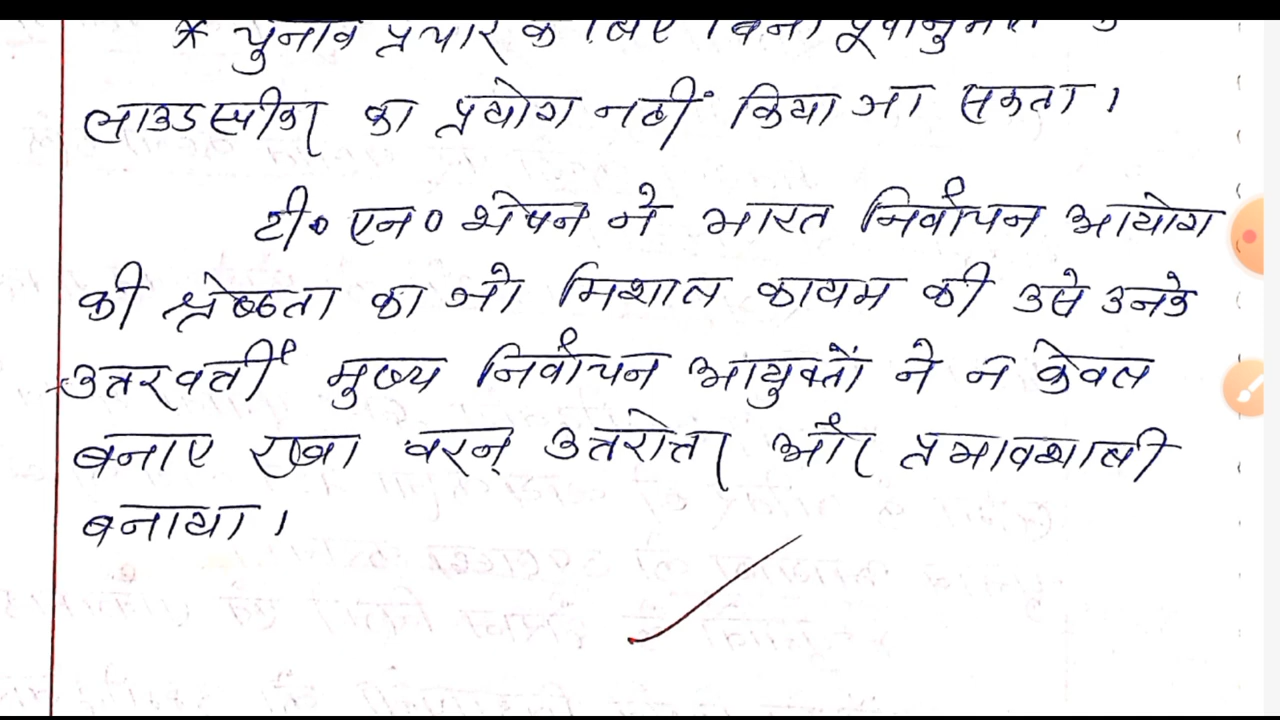 * चुनाव प्रचार के लिए बिना पूर्वानुमति
लाउडस्पीकर का प्रयोग नहीं किया जा सकता।
टी० एन० शेषन ने भारत निर्वाचन आयोग
की श्रेष्ठता का जो मिशाल कायम की उसे उनके
उत्तरवर्ती मुख्य निर्वाचन आयुक्तों ने न केवल
बनाए रखा वरन् उत्तरोत्तर और प्रभावशाली
बनाया।